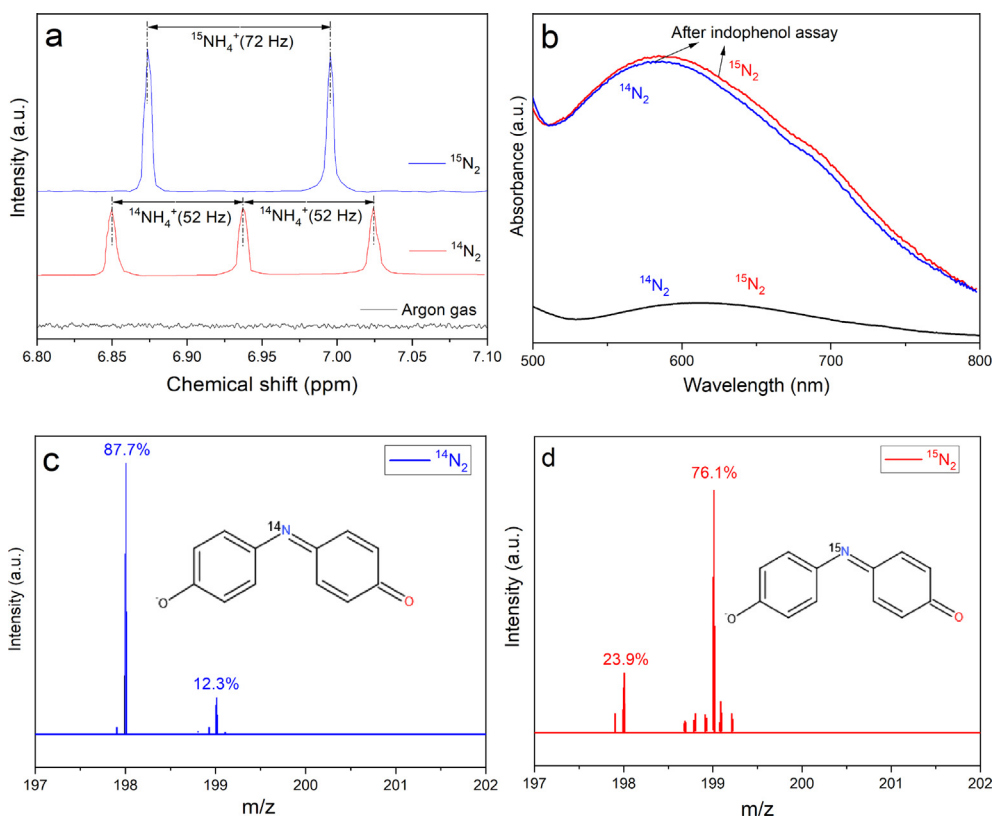 a
¹⁵NH₄⁺(72 Hz)
¹⁵N₂
¹⁴NH₄⁺(52 Hz) ¹⁴NH₄⁺(52 Hz)
¹⁴N₂
Argon gas
6.80 6.85 6.90 6.95 7.00 7.05 7.10
Chemical shift (ppm)
Intensity (a.u.)
b
After indophenol assay
¹⁵N₂
¹⁴N₂
¹⁴N₂ ¹⁵N₂
500 600 700 800
Wavelength (nm)
Absorbance (a.u.)
c
87.7%
¹⁴N₂
14N
⁻O
O
12.3%
197 198 199 200 201 202
m/z
Intensity (a.u.)
d
76.1%
¹⁵N₂
15N
⁻O
O
23.9%
197 198 199 200 201 202
m/z
Intensity (a.u.)